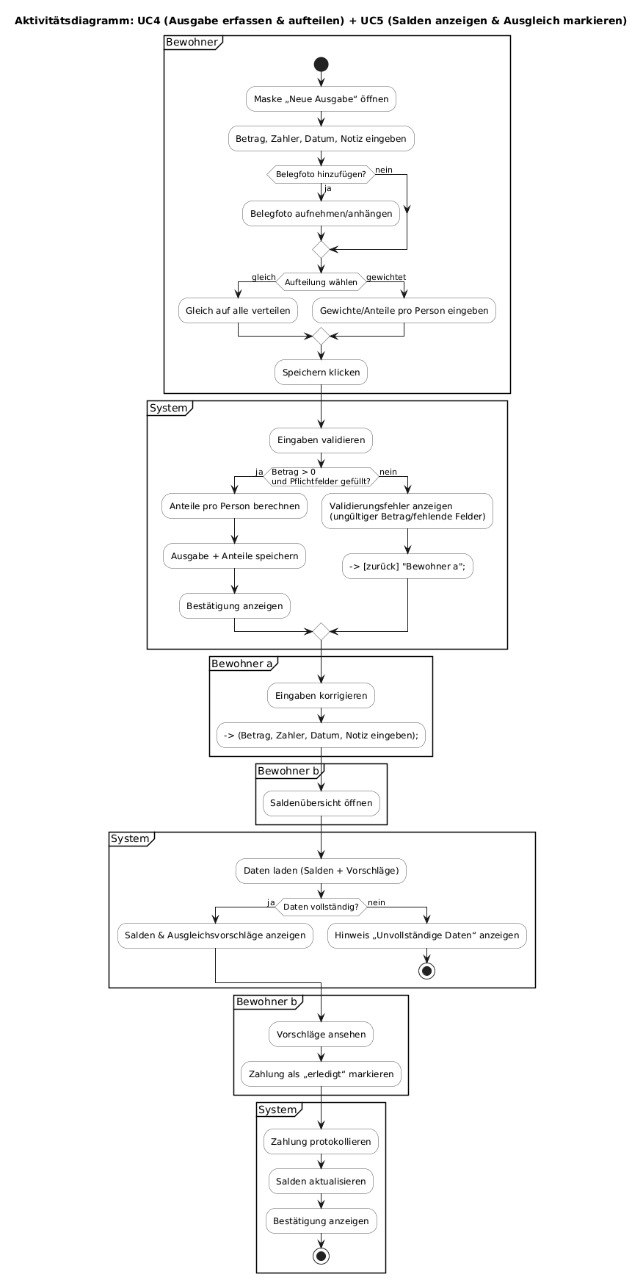 Aktivitätsdiagramm: UC4 (Ausgabe erfassen & aufteilen) + UC5 (Salden anzeigen & Ausgleich markieren)
Bewohner
Maske „Neue Ausgabe“ öffnen
Betrag, Zahler, Datum, Notiz eingeben
Belegfoto hinzufügen?
nein
ja
Belegfoto aufnehmen/anhängen
gleich
Aufteilung wählen
gewichtet
Gleich auf alle verteilen
Gewichte/Anteile pro Person eingeben
Speichern klicken
System
Eingaben validieren
ja
Betrag > 0
und Pflichtfelder gefüllt?
nein
Anteile pro Person berechnen
Validierungsfehler anzeigen
(ungültiger Betrag/fehlende Felder)
Ausgabe + Anteile speichern
-> [zurück] "Bewohner a";
Bestätigung anzeigen
Bewohner a
Eingaben korrigieren
-> (Betrag, Zahler, Datum, Notiz eingeben);
Bewohner b
Saldenübersicht öffnen
System
Daten laden (Salden + Vorschläge)
ja
Daten vollständig?
nein
Salden & Ausgleichsvorschläge anzeigen
Hinweis „Unvollständige Daten“ anzeigen
Bewohner b
Vorschläge ansehen
Zahlung als „erledigt“ markieren
System
Zahlung protokollieren
Salden aktualisieren
Bestätigung anzeigen